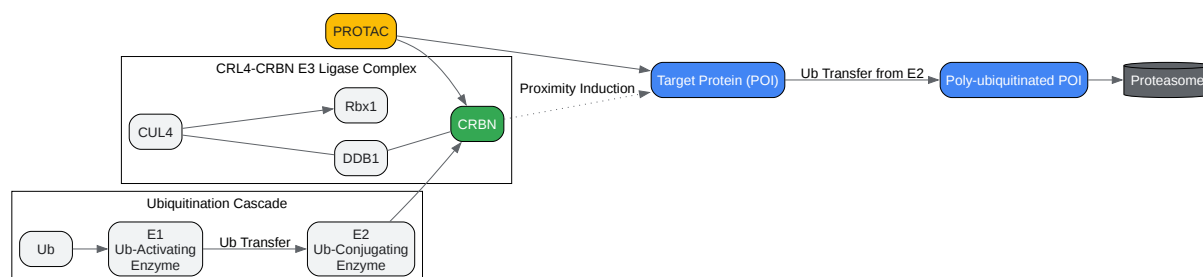 PROTAC
CRL4-CRBN E3 Ligase Complex
Rbx1
CUL4
DDB1
CRBN
Proximity Induction
Target Protein (POI)
Ub Transfer from E2
Poly-ubiquitinated POI
Proteasome
Ubiquitination Cascade
Ub
E1
Ub-Activating
Enzyme
Ub Transfer
E2
Ub-Conjugating
Enzyme